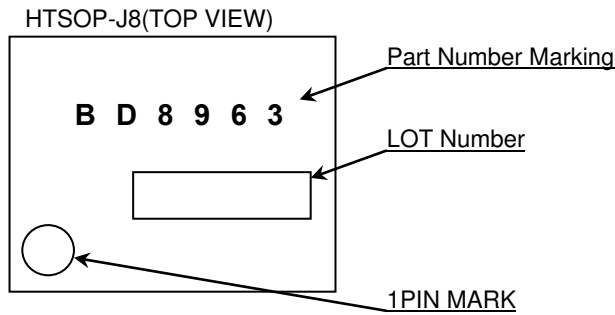 HTSOP-J8(TOP VIEW)
Part Number Marking
B D 8 9 6 3
LOT Number
1PIN MARK